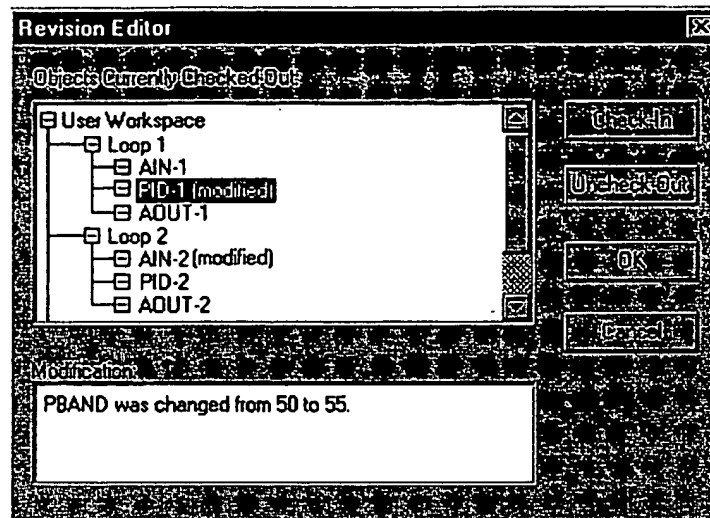 Revision Editor
Objects Currently Checked-Out:
User Workspace
Loop 1
AIN-1
PID-1 (modified)
AOUT-1
Loop 2
AIN-2(modified)
PID-2
AOUT-2
Check-In
Uncheck-Out
OK
Cancel
Modification:
PBAND was changed from 50 to 55.